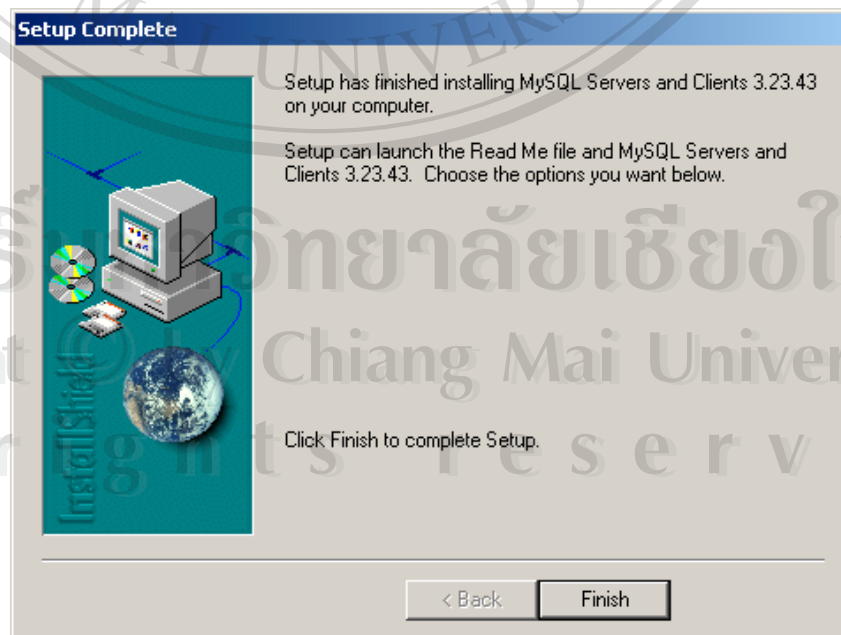 Setup Complete
Setup has finished installing MySQL Servers and Clients 3.23.43
on your computer.
Setup can launch the Read Me file and MySQL Servers and
Clients 3.23.43. Choose the options you want below.
Chiang Mai
Click Finish to complete Setup.
InstallShield
< Back
Finish